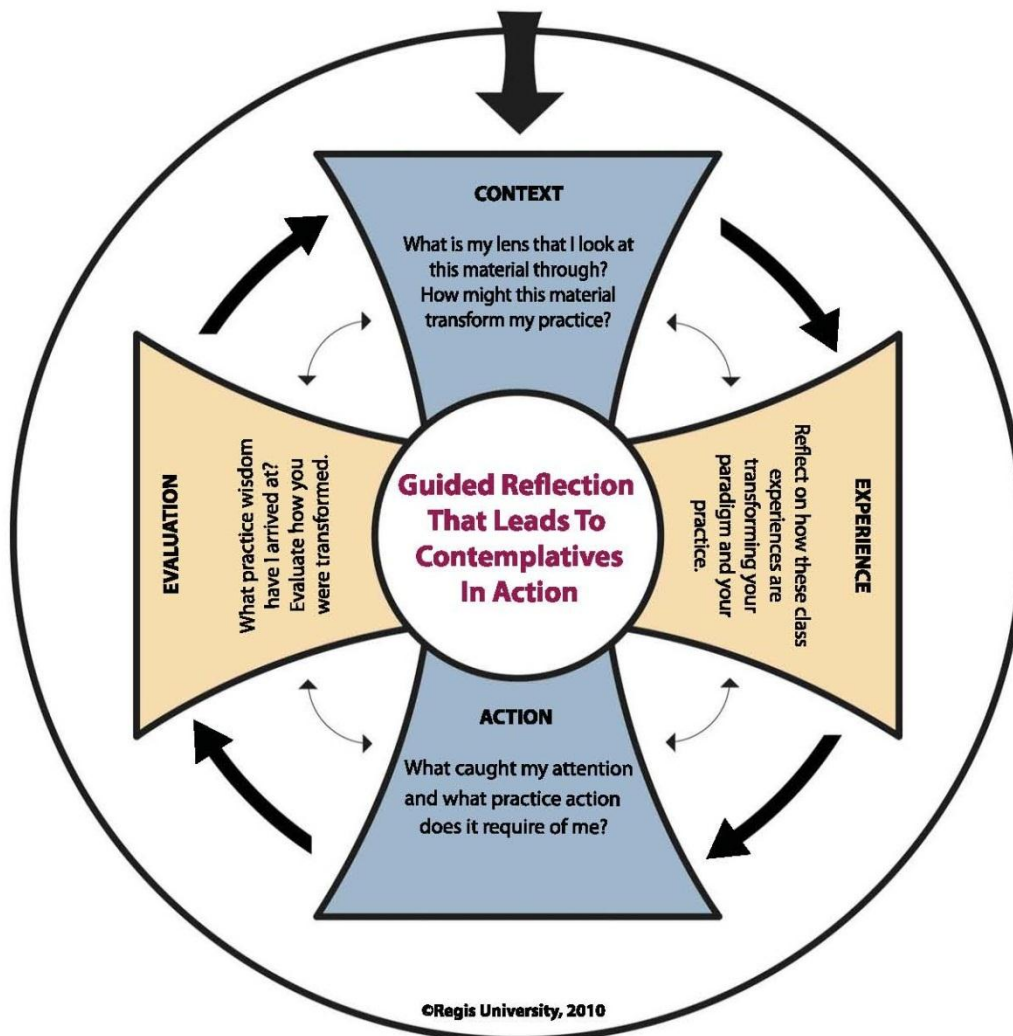 CONTEXT
What is my lens that I look at
this material through?
How might this material
transform my practice?
EXPERIENCE
Reflect on how these class
experiences are
transforming your
paradigm and your
practice.
Guided Reflection
That Leads To
Contemplatives
In Action
ACTION
What caught my attention
and what practice action
does it require of me?
EVALUATION
What practice wisdom
have I arrived at?
Evaluate how you
were transformed.
©Regis University, 2010